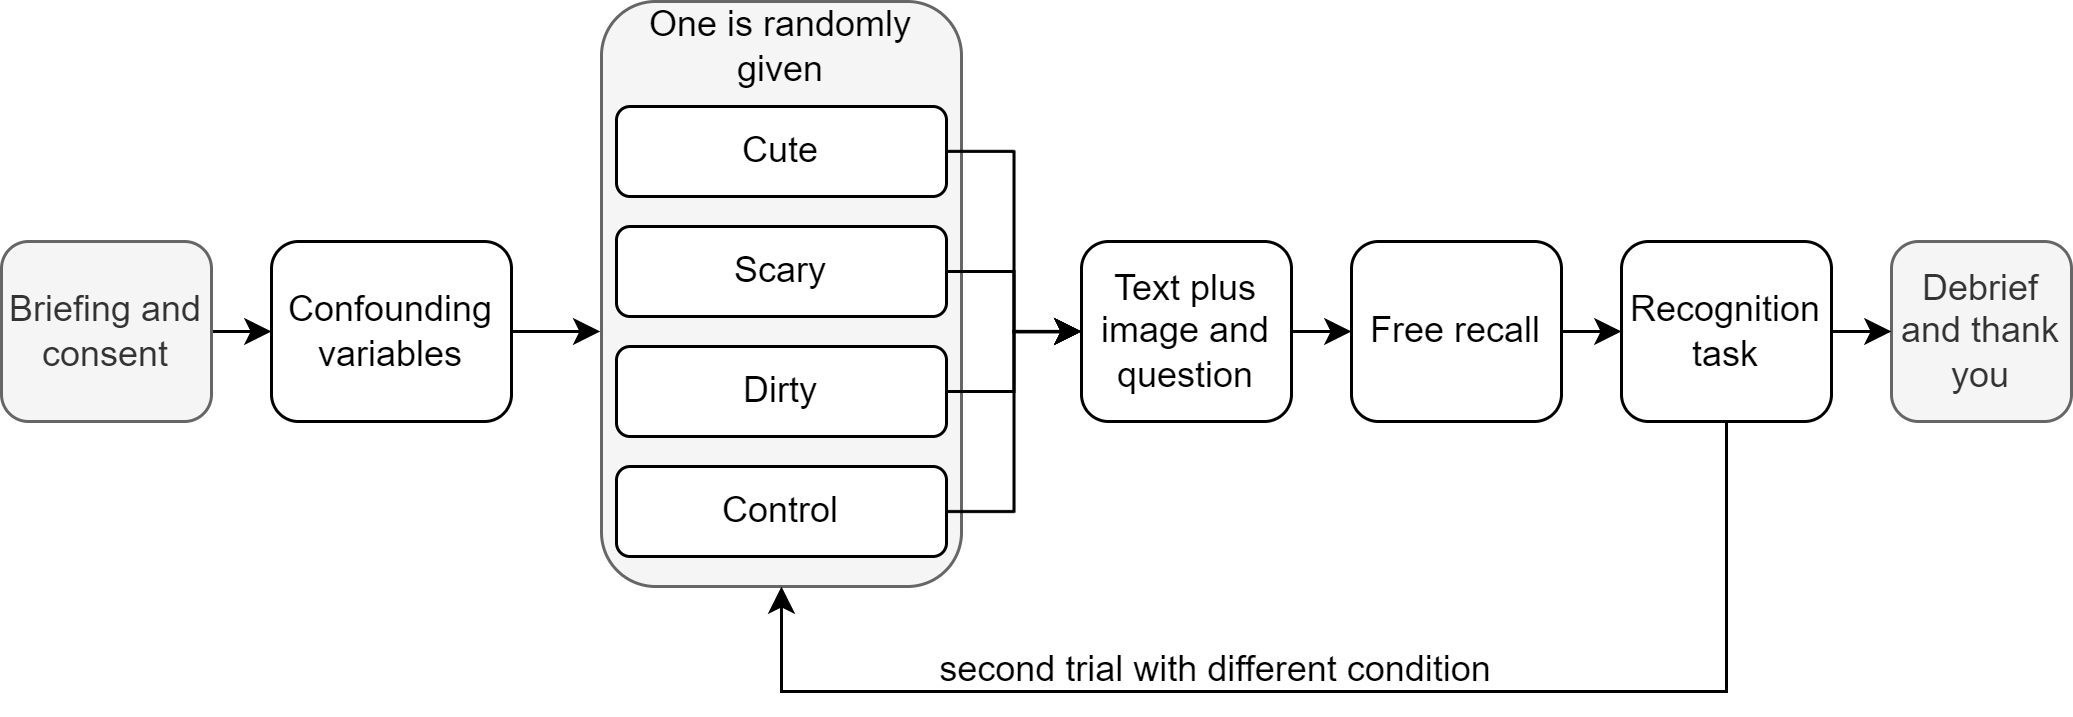 One is randomly
given
Cute
Scary
Dirty
Control
Briefing and
consent
Confounding
variables
Text plus
image and
question
Free recall
Recognition
task
Debrief
and thank
you
second trial with different condition